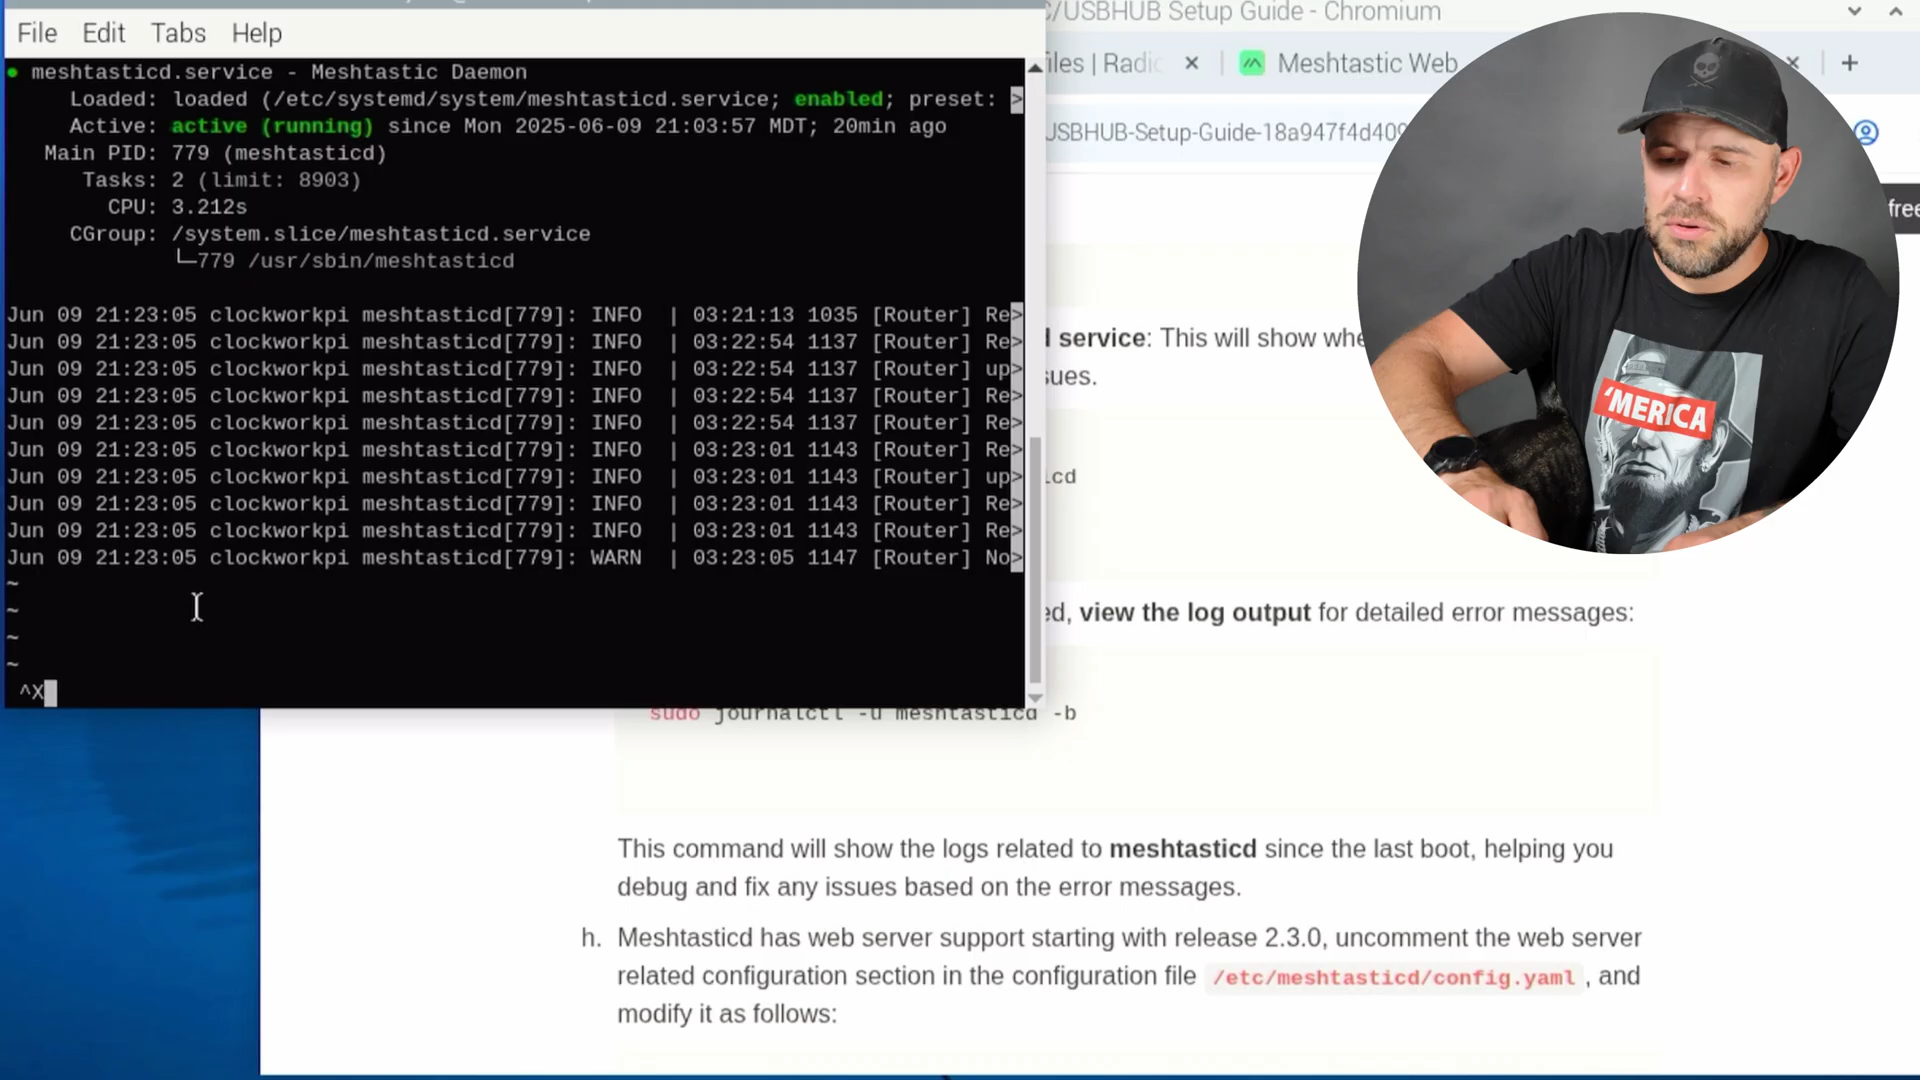 File Edit Tabs Help
● meshtasticd.service - Meshtastic Daemon
Loaded: loaded (/etc/systemd/system/meshtasticd.service; enabled; preset: >
Active: active (running) since Mon 2025-06-09 21:03:57 MDT; 20min ago
Main PID: 779 (meshtasticd)
Tasks: 2 (limit: 8903)
CPU: 3.212s
CGroup: /system.slice/meshtasticd.service
└─779 /usr/sbin/meshtasticd
Jun 09 21:23:05 clockworkpi meshtasticd[779]: INFO | 03:21:13 1035 [Router] Re>
Jun 09 21:23:05 clockworkpi meshtasticd[779]: INFO | 03:22:54 1137 [Router] Re>
Jun 09 21:23:05 clockworkpi meshtasticd[779]: INFO | 03:22:54 1137 [Router] up>
Jun 09 21:23:05 clockworkpi meshtasticd[779]: INFO | 03:22:54 1137 [Router] Re>
Jun 09 21:23:05 clockworkpi meshtasticd[779]: INFO | 03:22:54 1137 [Router] Re>
Jun 09 21:23:05 clockworkpi meshtasticd[779]: INFO | 03:23:01 1143 [Router] Re>
Jun 09 21:23:05 clockworkpi meshtasticd[779]: INFO | 03:23:01 1143 [Router] up>
Jun 09 21:23:05 clockworkpi meshtasticd[779]: INFO | 03:23:01 1143 [Router] Re>
Jun 09 21:23:05 clockworkpi meshtasticd[779]: INFO | 03:23:01 1143 [Router] Re>
Jun 09 21:23:05 clockworkpi meshtasticd[779]: WARN | 03:23:05 1147 [Router] No>
~
~
~
~
^X
C/USBHUB Setup Guide - Chromium
files | Radio Meshtastic Web
USBHUB-Setup-Guide-18a947f4d409
free
service: This will show whe
sues.
icd
ed, view the log output for detailed error messages:
sudo journalctl -u meshtasticd -b
This command will show the logs related to meshtasticd since the last boot, helping you
debug and fix any issues based on the error messages.
h. Meshtasticd has web server support starting with release 2.3.0, uncomment the web server
related configuration section in the configuration file /etc/meshtasticd/config.yaml , and
modify it as follows:
'MERICA